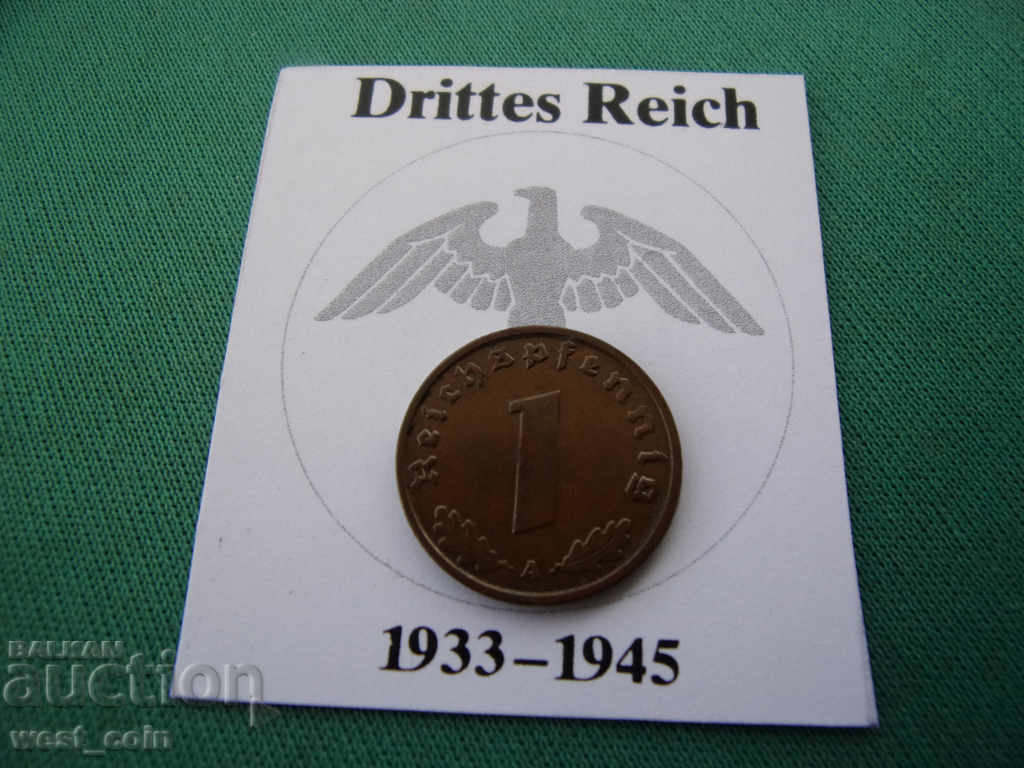 Drittes Reich
Reichspfennig
1
A
1933-1945
BALKAN
auction
west_coin